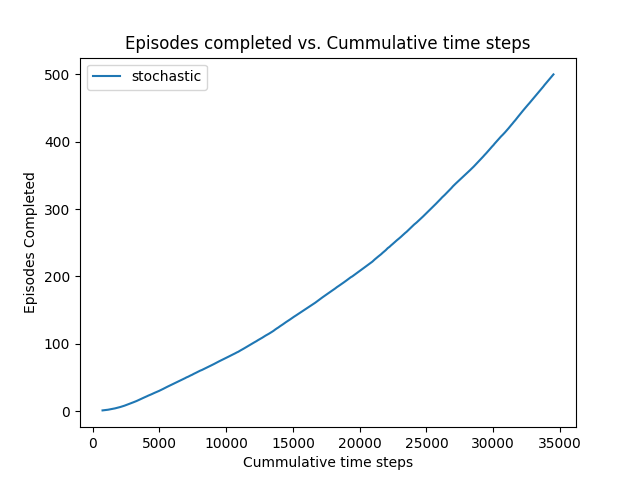 Episodes completed vs. Cummulative time steps
stochastic
Episodes Completed
500
400
300
200
100
0
0 5000 10000 15000 20000 25000 30000 35000
Cummulative time steps